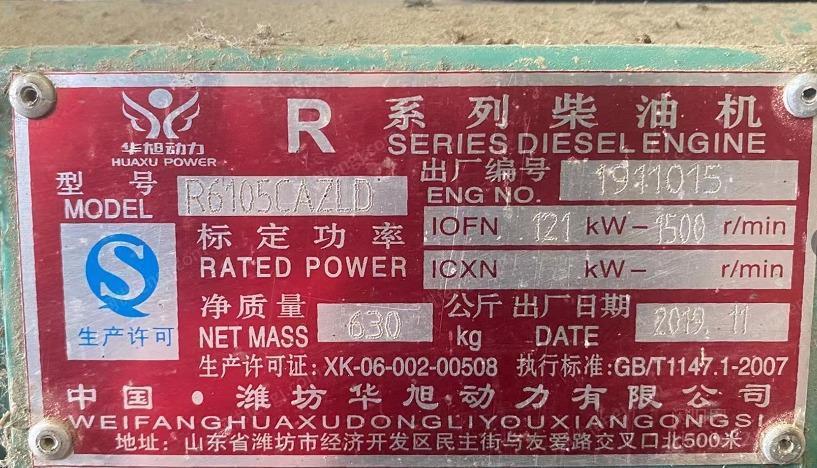 华旭动力
HUAXU POWER
R
系列柴油机
SERIES DIESEL ENGINE
型号
MODEL
R6105CAZLD
出厂编号
ENG NO.
1911015
标定功率
RATED POWER
IOFN 121 kW-1500 r/min
ICXN kW- r/min
生产许可
净质量
NET MASS
630
公斤
kg
出厂日期
DATE
2019.11
生产许可证: XK-06-002-00508 执行标准:GB/T1147.1-2007
中国·潍坊华旭动力有限公司
WEIFANGHUAXUDONGLIYOUXIANGONGSI
地址: 山东省潍坊市经济开发区民主街与友爱路交叉口北500米